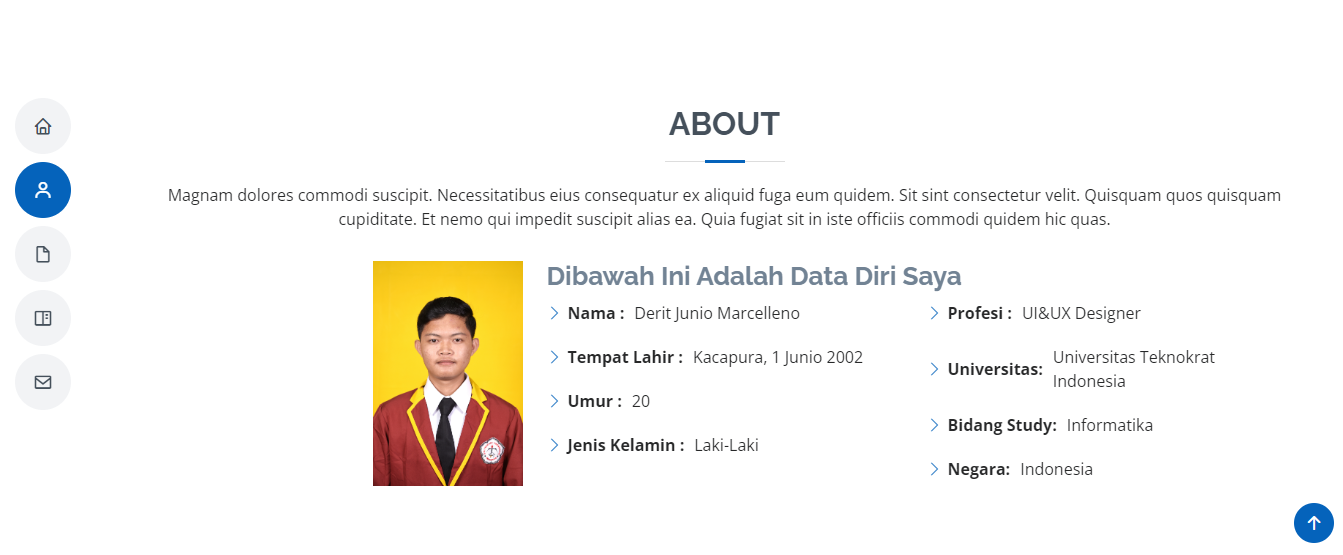 ABOUT
Magnam dolores commodi suscipit. Necessitatibus eius consequatur ex aliquid fuga eum quidem. Sit sint consectetur velit. Quisquam quos quisquam
cupiditate. Et nemo qui impedit suscipit alias ea. Quia fugiat sit in iste officiis commodi quidem hic quas.
Dibawah Ini Adalah Data Diri Saya
Nama : Derit Junio Marcelleno
Tempat Lahir : Kacapura, 1 Junio 2002
Umur : 20
Jenis Kelamin : Laki-Laki
Profesi : UI&UX Designer
Universitas: Universitas Teknokrat
Indonesia
Bidang Study: Informatika
Negara: Indonesia